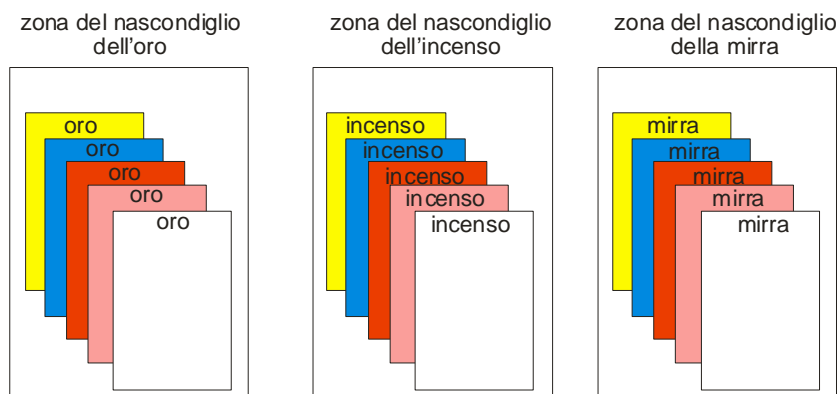 zona del nascondiglio
dell'oro
oro
oro
oro
oro
oro
zona del nascondiglio
dell'incenso
incenso
incenso
incenso
incenso
incenso
zona del nascondiglio
della mirra
mirra
mirra
mirra
mirra
mirra